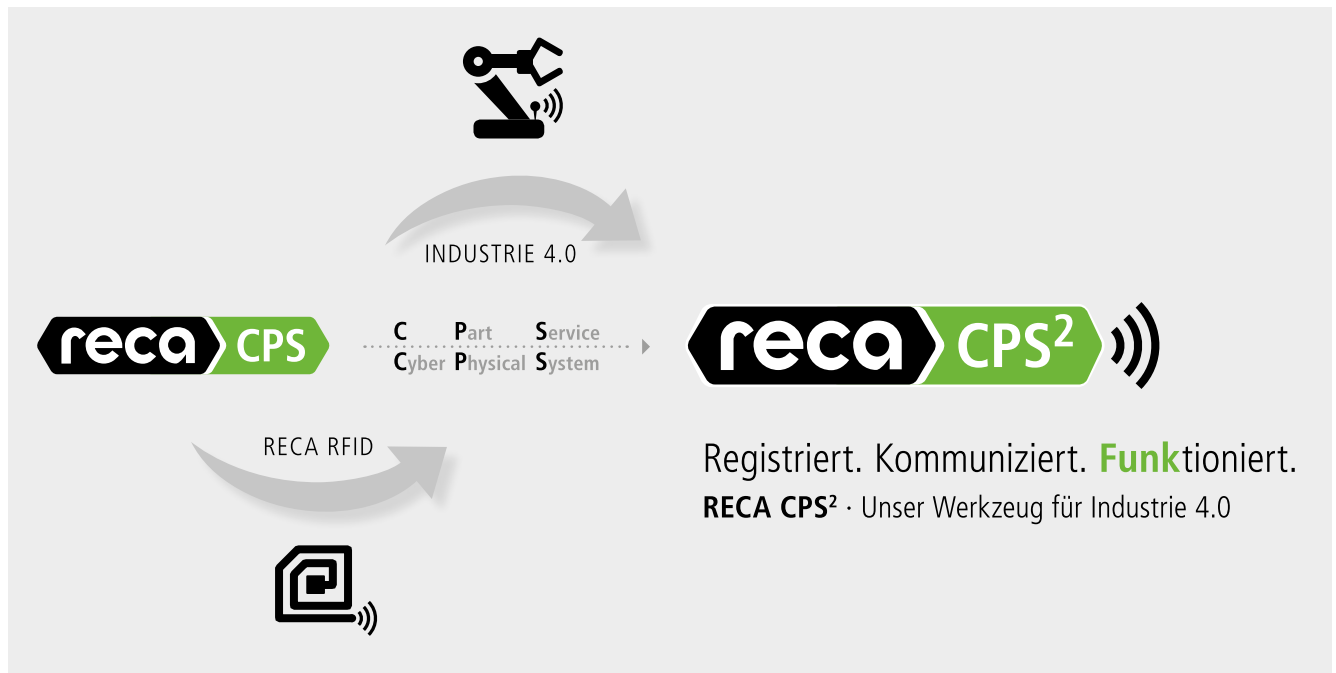 INDUSTRIE 4.0
reca CPS
C Part Service
Cyber Physical System
reca CPS²
RECA RFID
Registriert. Kommuniziert. Funktioniert.
RECA CPS² · Unser Werkzeug für Industrie 4.0